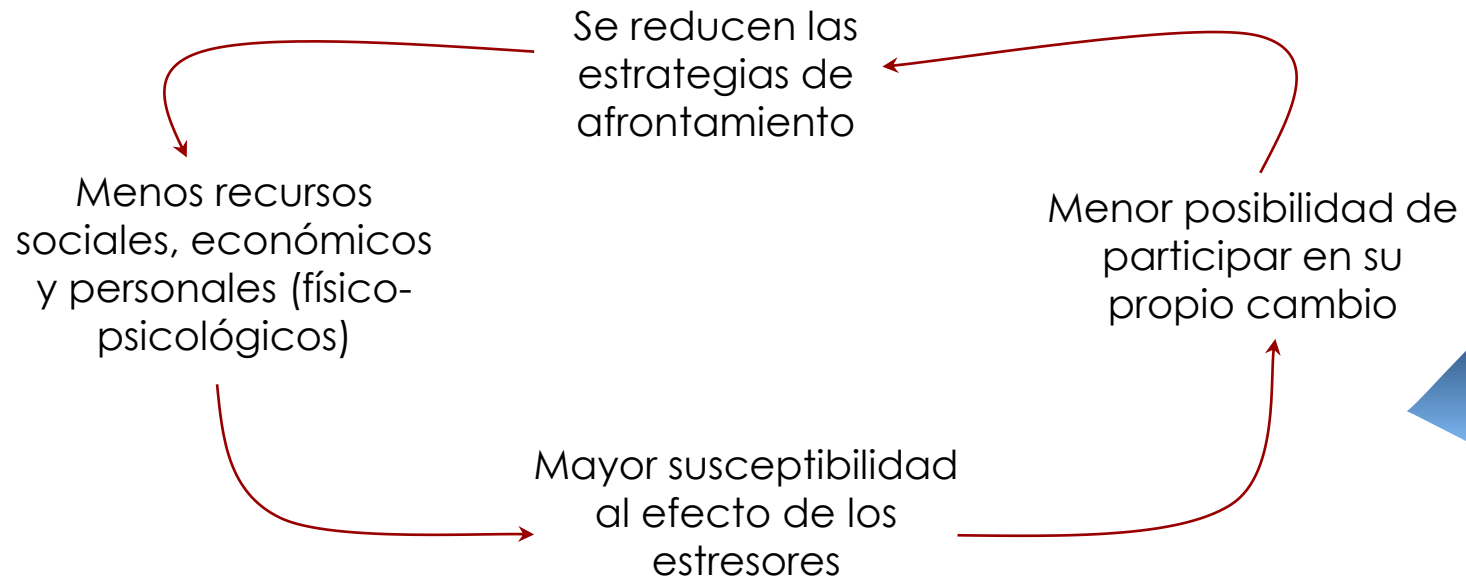 Se reducen las
estrategias de
afrontamiento
Menos recursos
sociales, económicos
y personales (físico-
psicológicos)
Menor posibilidad de
participar en su
propio cambio
Mayor susceptibilidad
al efecto de los
estresores